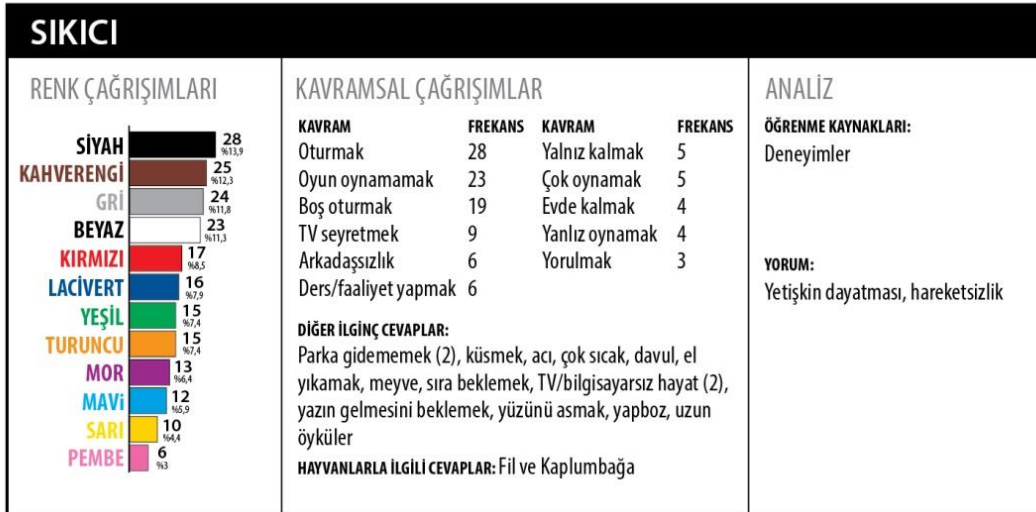 SIKICI
RENK ÇAĞRIŞIMLARI
SİYAH 28 %13,9
KAHVERENGİ 25 %12,3
GRİ 24 %11,8
BEYAZ 23 %11,3
KIRMIZI 17 %8,5
LACİVERT 16 %7,9
YEŞİL 15 %7,4
TURUNCU 15 %7,4
MOR 13 %6,4
MAVi 12 %5,9
SARI 10 %4,4
PEMBE 6 %3
KAVRAMSAL ÇAĞRIŞIMLAR
KAVRAM FREKANS KAVRAM FREKANS
Oturmak 28 Yalnız kalmak 5
Oyun oynamamak 23 Çok oynamak 5
Boş oturmak 19 Evde kalmak 4
TV seyretmek 9 Yanlız oynamak 4
Arkadaşsızlık 6 Yorulmak 3
Ders/faaliyet yapmak 6
DİĞER İLGİNÇ CEVAPLAR:
Parka gidememek (2), küsmek, acı, çok sıcak, davul, el
yıkamak, meyve, sıra beklemek, TV/bilgisayarsız hayat (2),
yazın gelmesini beklemek, yüzünü asmak, yapboz, uzun
öyküler
HAYVANLARLA İLGİLİ CEVAPLAR: Fil ve Kaplumbağa
ANALİZ
ÖĞRENME KAYNAKLARI:
Deneyimler
YORUM:
Yetişkin dayatması, hareketsizlik